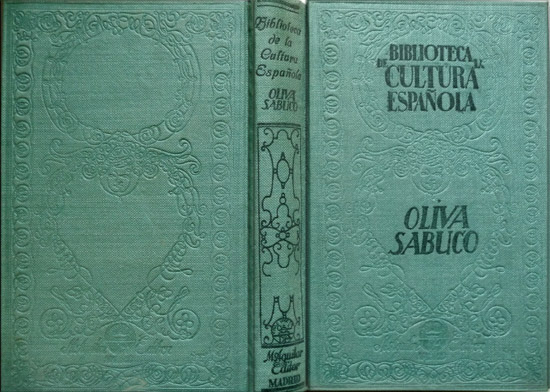 Biblioteca
de la
Cultura
Española
OLIVA
SABUCO
M. Aguilar
Editor
MADRID
BIBLIOTECA
DE LA
CULTURA
ESPAÑOLA
OLIVA
SABUCO